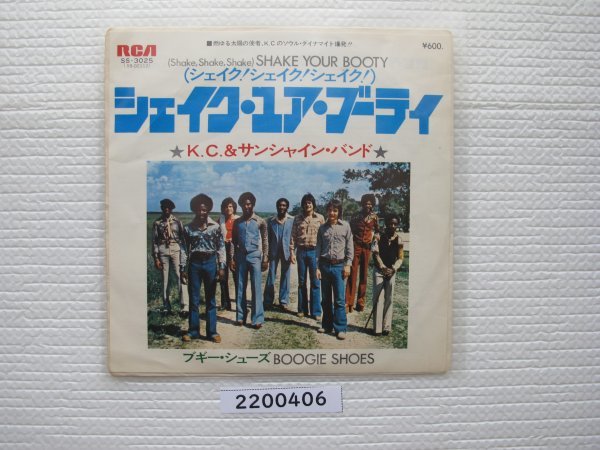 RCA
SS-3025
■燃ゆる太陽の使者、K.C.のソウル・ダイナマイト爆発!!
¥600.
(Shake, Shake, Shake) SHAKE YOUR BOOTY
(シェイク!シェイク!シェイク!)
シェイク・ユア・ブーティ
★K.C.&サンシャイン・バンド★
ブギー・シューズ BOOGIE SHOES
2200406